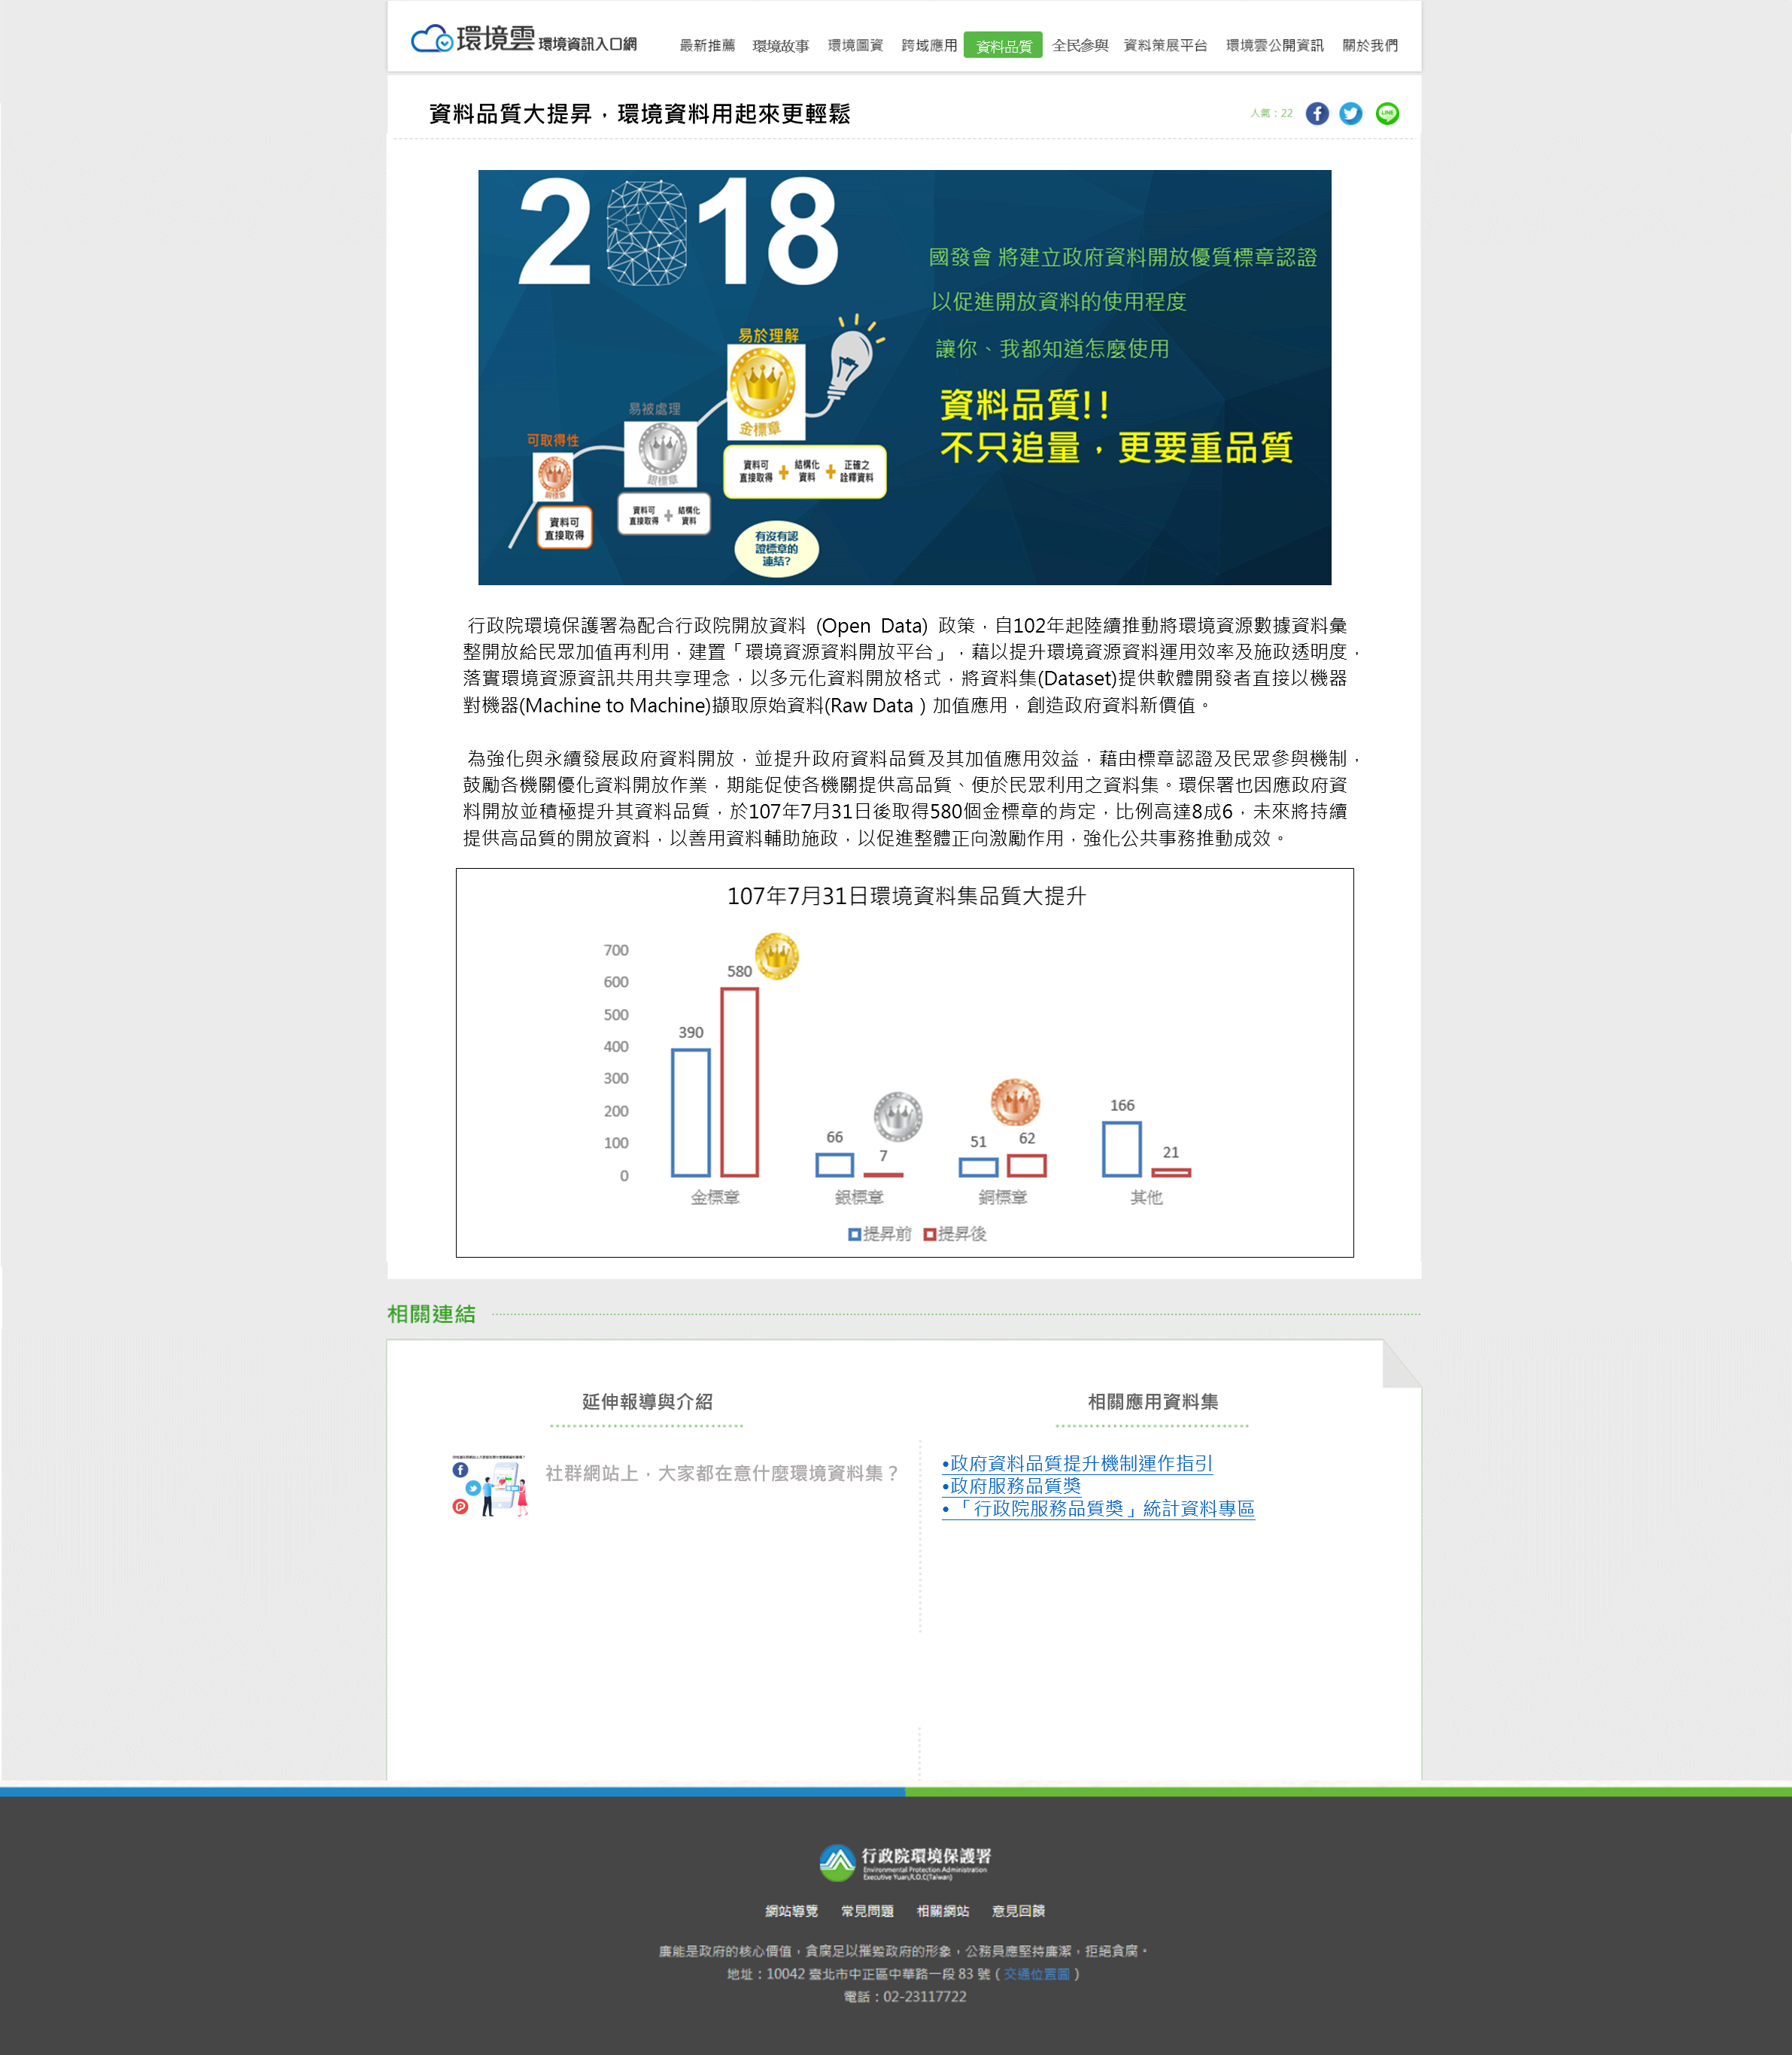 環境雲 環境資訊入口網
最新推薦 環境故事 環境圖資 跨域應用 資料品質 全民參與 資料策展平台 環境雲公開資訊 關於我們
資料品質大提昇，環境資料用起來更輕鬆
人氣：22
LINE
2018
國發會 將建立政府資料開放優質標章認證
以促進開放資料的使用程度
讓你、我都知道怎麼使用
資料品質!!
不只追量，更要重品質
易於理解
金標章
資料可直接取得 + 結構化資料 + 正確之詮釋資料
易被處理
銀標章
資料可直接取得 + 結構化資料
可取得性
銅標章
資料可
直接取得
有沒有認
證標章的
連結?
行政院環境保護署為配合行政院開放資料 (Open Data) 政策，自102年起陸續推動將環境資源數據資料彙
整開放給民眾加值再利用，建置「環境資源資料開放平台」，藉以提升環境資源資料運用效率及施政透明度，
落實環境資源資訊共用共享理念，以多元化資料開放格式，將資料集(Dataset)提供軟體開發者直接以機器
對機器(Machine to Machine)擷取原始資料(Raw Data ) 加值應用，創造政府資料新價值。
為強化與永續發展政府資料開放，並提升政府資料品質及其加值應用效益，藉由標章認證及民眾參與機制，
鼓勵各機關優化資料開放作業，期能促使各機關提供高品質、便於民眾利用之資料集。環保署也因應政府資
料開放並積極提升其資料品質，於107年7月31日後取得580個金標章的肯定，比例高達8成6，未來將持續
提供高品質的開放資料，以善用資料輔助施政，以促進整體正向激勵作用，強化公共事務推動成效。
107年7月31日環境資料集品質大提升
700
600
500
400
300
200
100
0
390 580
66 7
51 62
166 21
金標章 銀標章 銅標章 其他
提昇前 提昇後
相關連結
延伸報導與介紹
社群網站上，大家都在意什麼環境資料集？
相關應用資料集
•政府資料品質提升機制運作指引
•政府服務品質獎
•「行政院服務品質獎」統計資料專區
行政院環境保護署
Environmental Protection Administration
Executive Yuan,R.O.C(Taiwan)
網站導覽 常見問題 相關網站 意見回饋
廉能是政府的核心價值，貪腐足以摧毀政府的形象，公務員應堅持廉潔，拒絕貪腐。
地址：10042 臺北市中正區中華路一段 83 號（交通位置圖）
電話：02-23117722